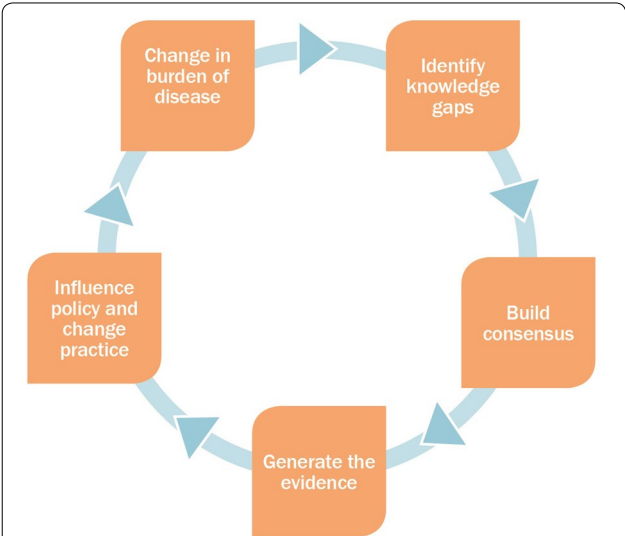 Change in
burden of
disease
Identify
knowledge
gaps
Build
consensus
Generate the
evidence
Influence
policy and
change
practice